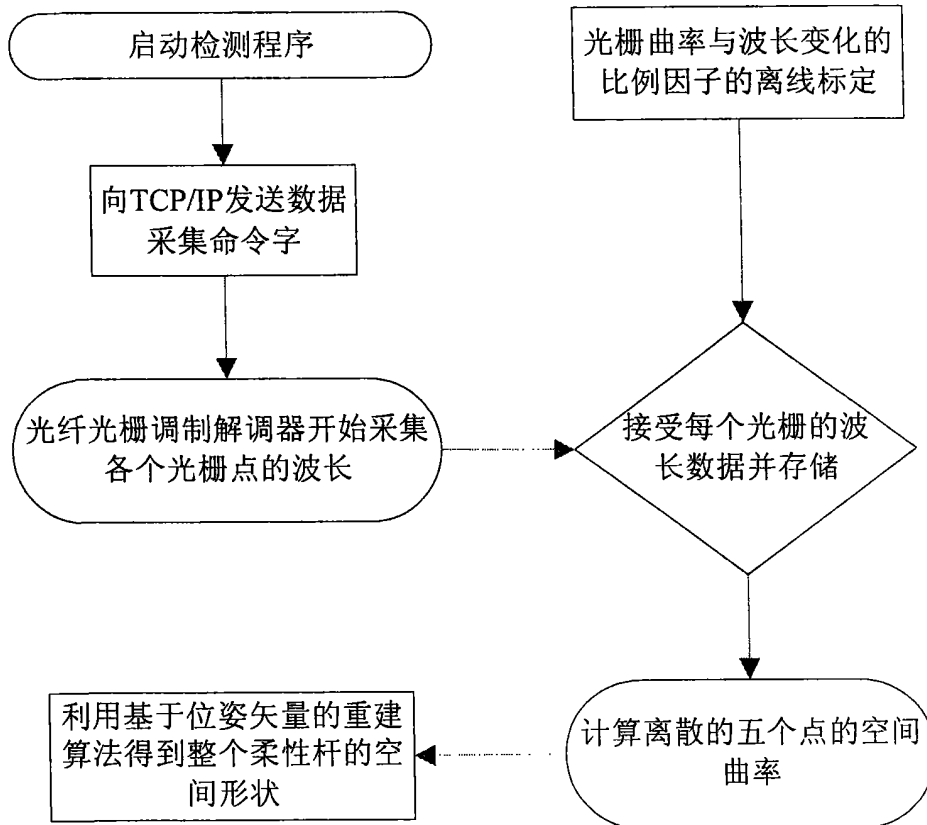 启动检测程序
向TCP/IP发送数据
采集命令字
光纤光栅调制解调器开始采集
各个光栅点的波长
光栅曲率与波长变化的
比例因子的离线标定
接受每个光栅的波
长数据并存储
计算离散的五个点的空间
曲率
利用基于位姿矢量的重建
算法得到整个柔性杆的空
间形状